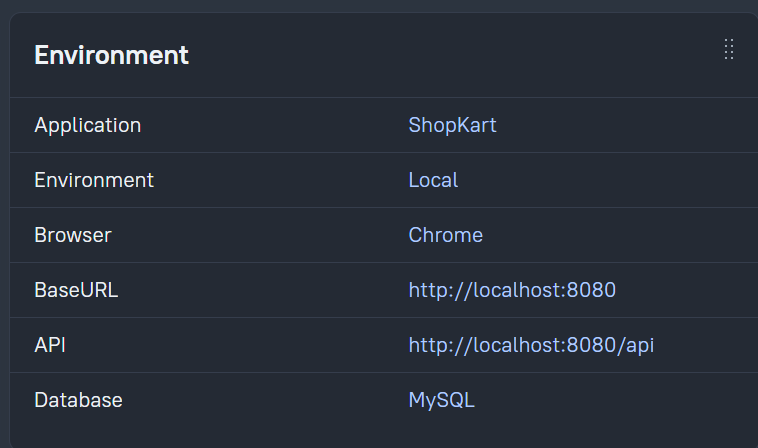 Environment
Application ShopKart
Environment Local
Browser Chrome
BaseURL http://localhost:8080
API http://localhost:8080/api
Database MySQL